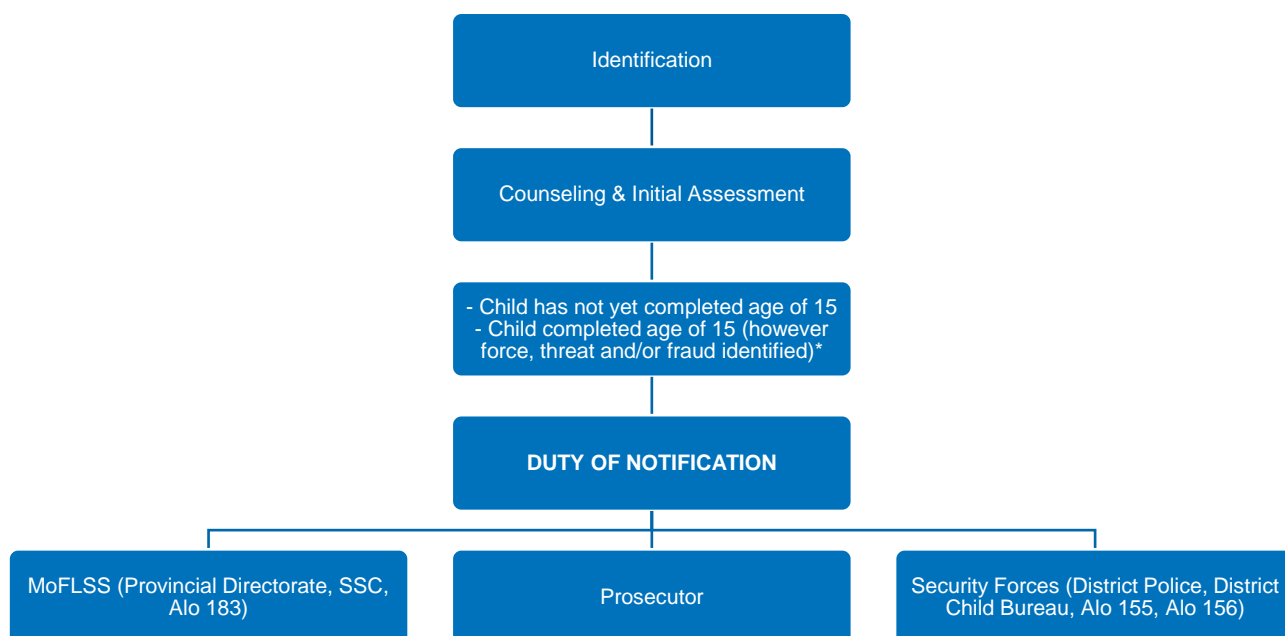 Identification
Counseling & Initial Assessment
- Child has not yet completed age of 15
- Child completed age of 15 (however
force, threat and/or fraud identified)*
DUTY OF NOTIFICATION
MoFLSS (Provincial Directorate, SSC,
Alo 183)
Prosecutor
Security Forces (District Police, District
Child Bureau, Alo 155, Alo 156)